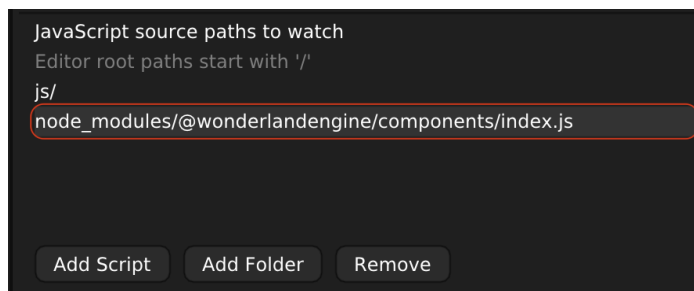 JavaScript source paths to watch
Editor root paths start with '/'
js/
node_modules/@wonderlandengine/components/index.js
Add Script Add Folder Remove